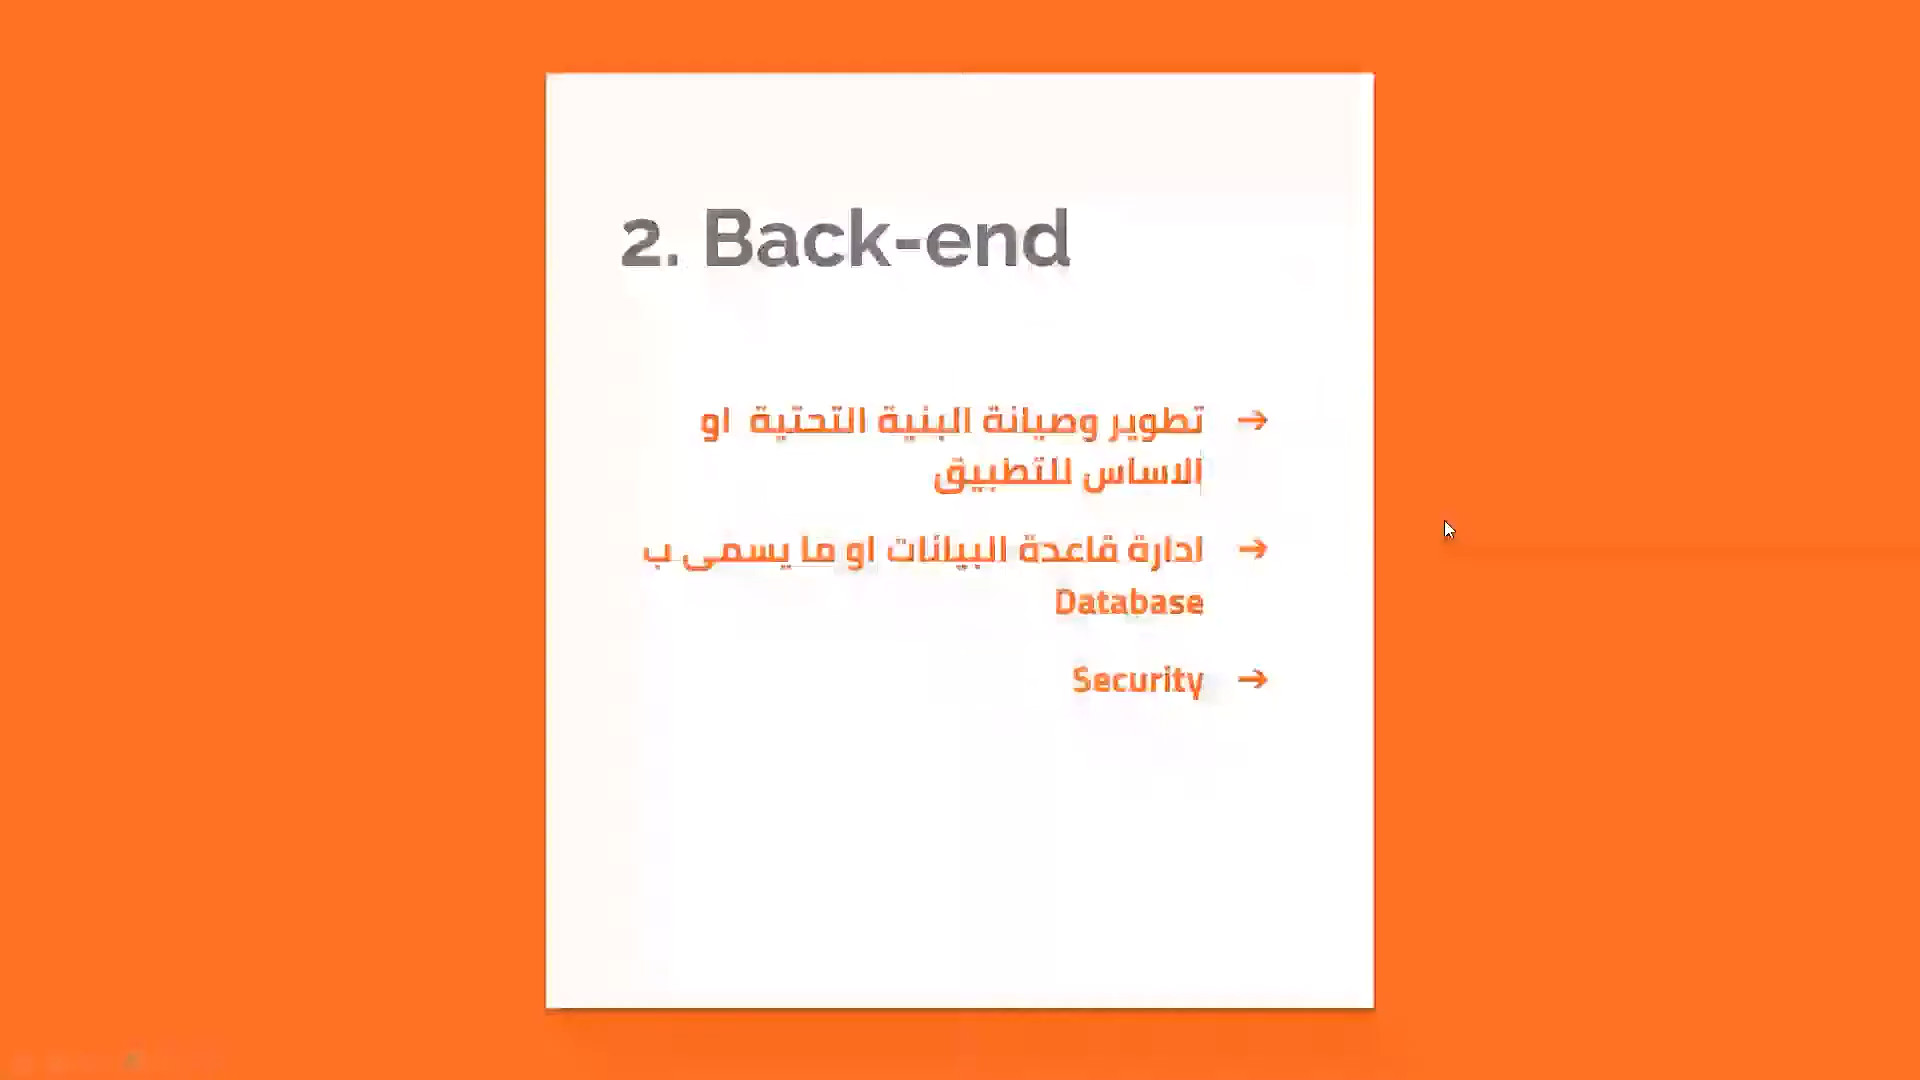 2. Back-end
→ تطوير وصيانة البنية التحتية او
الاساس للتطبيق
→ ادارة قاعدة البيانات او ما يسمى ب
Database
→ Security